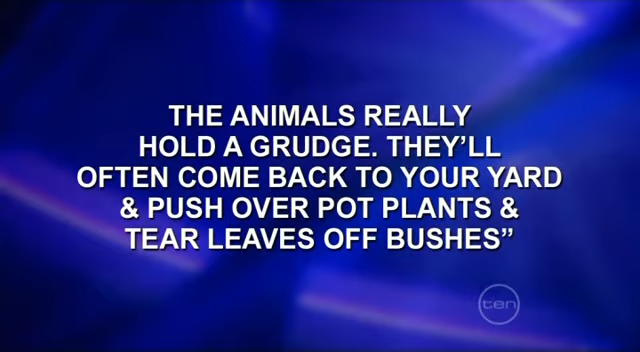 THE ANIMALS REALLY
HOLD A GRUDGE. THEY’LL
OFTEN COME BACK TO YOUR YARD
& PUSH OVER POT PLANTS &
TEAR LEAVES OFF BUSHES”
ten